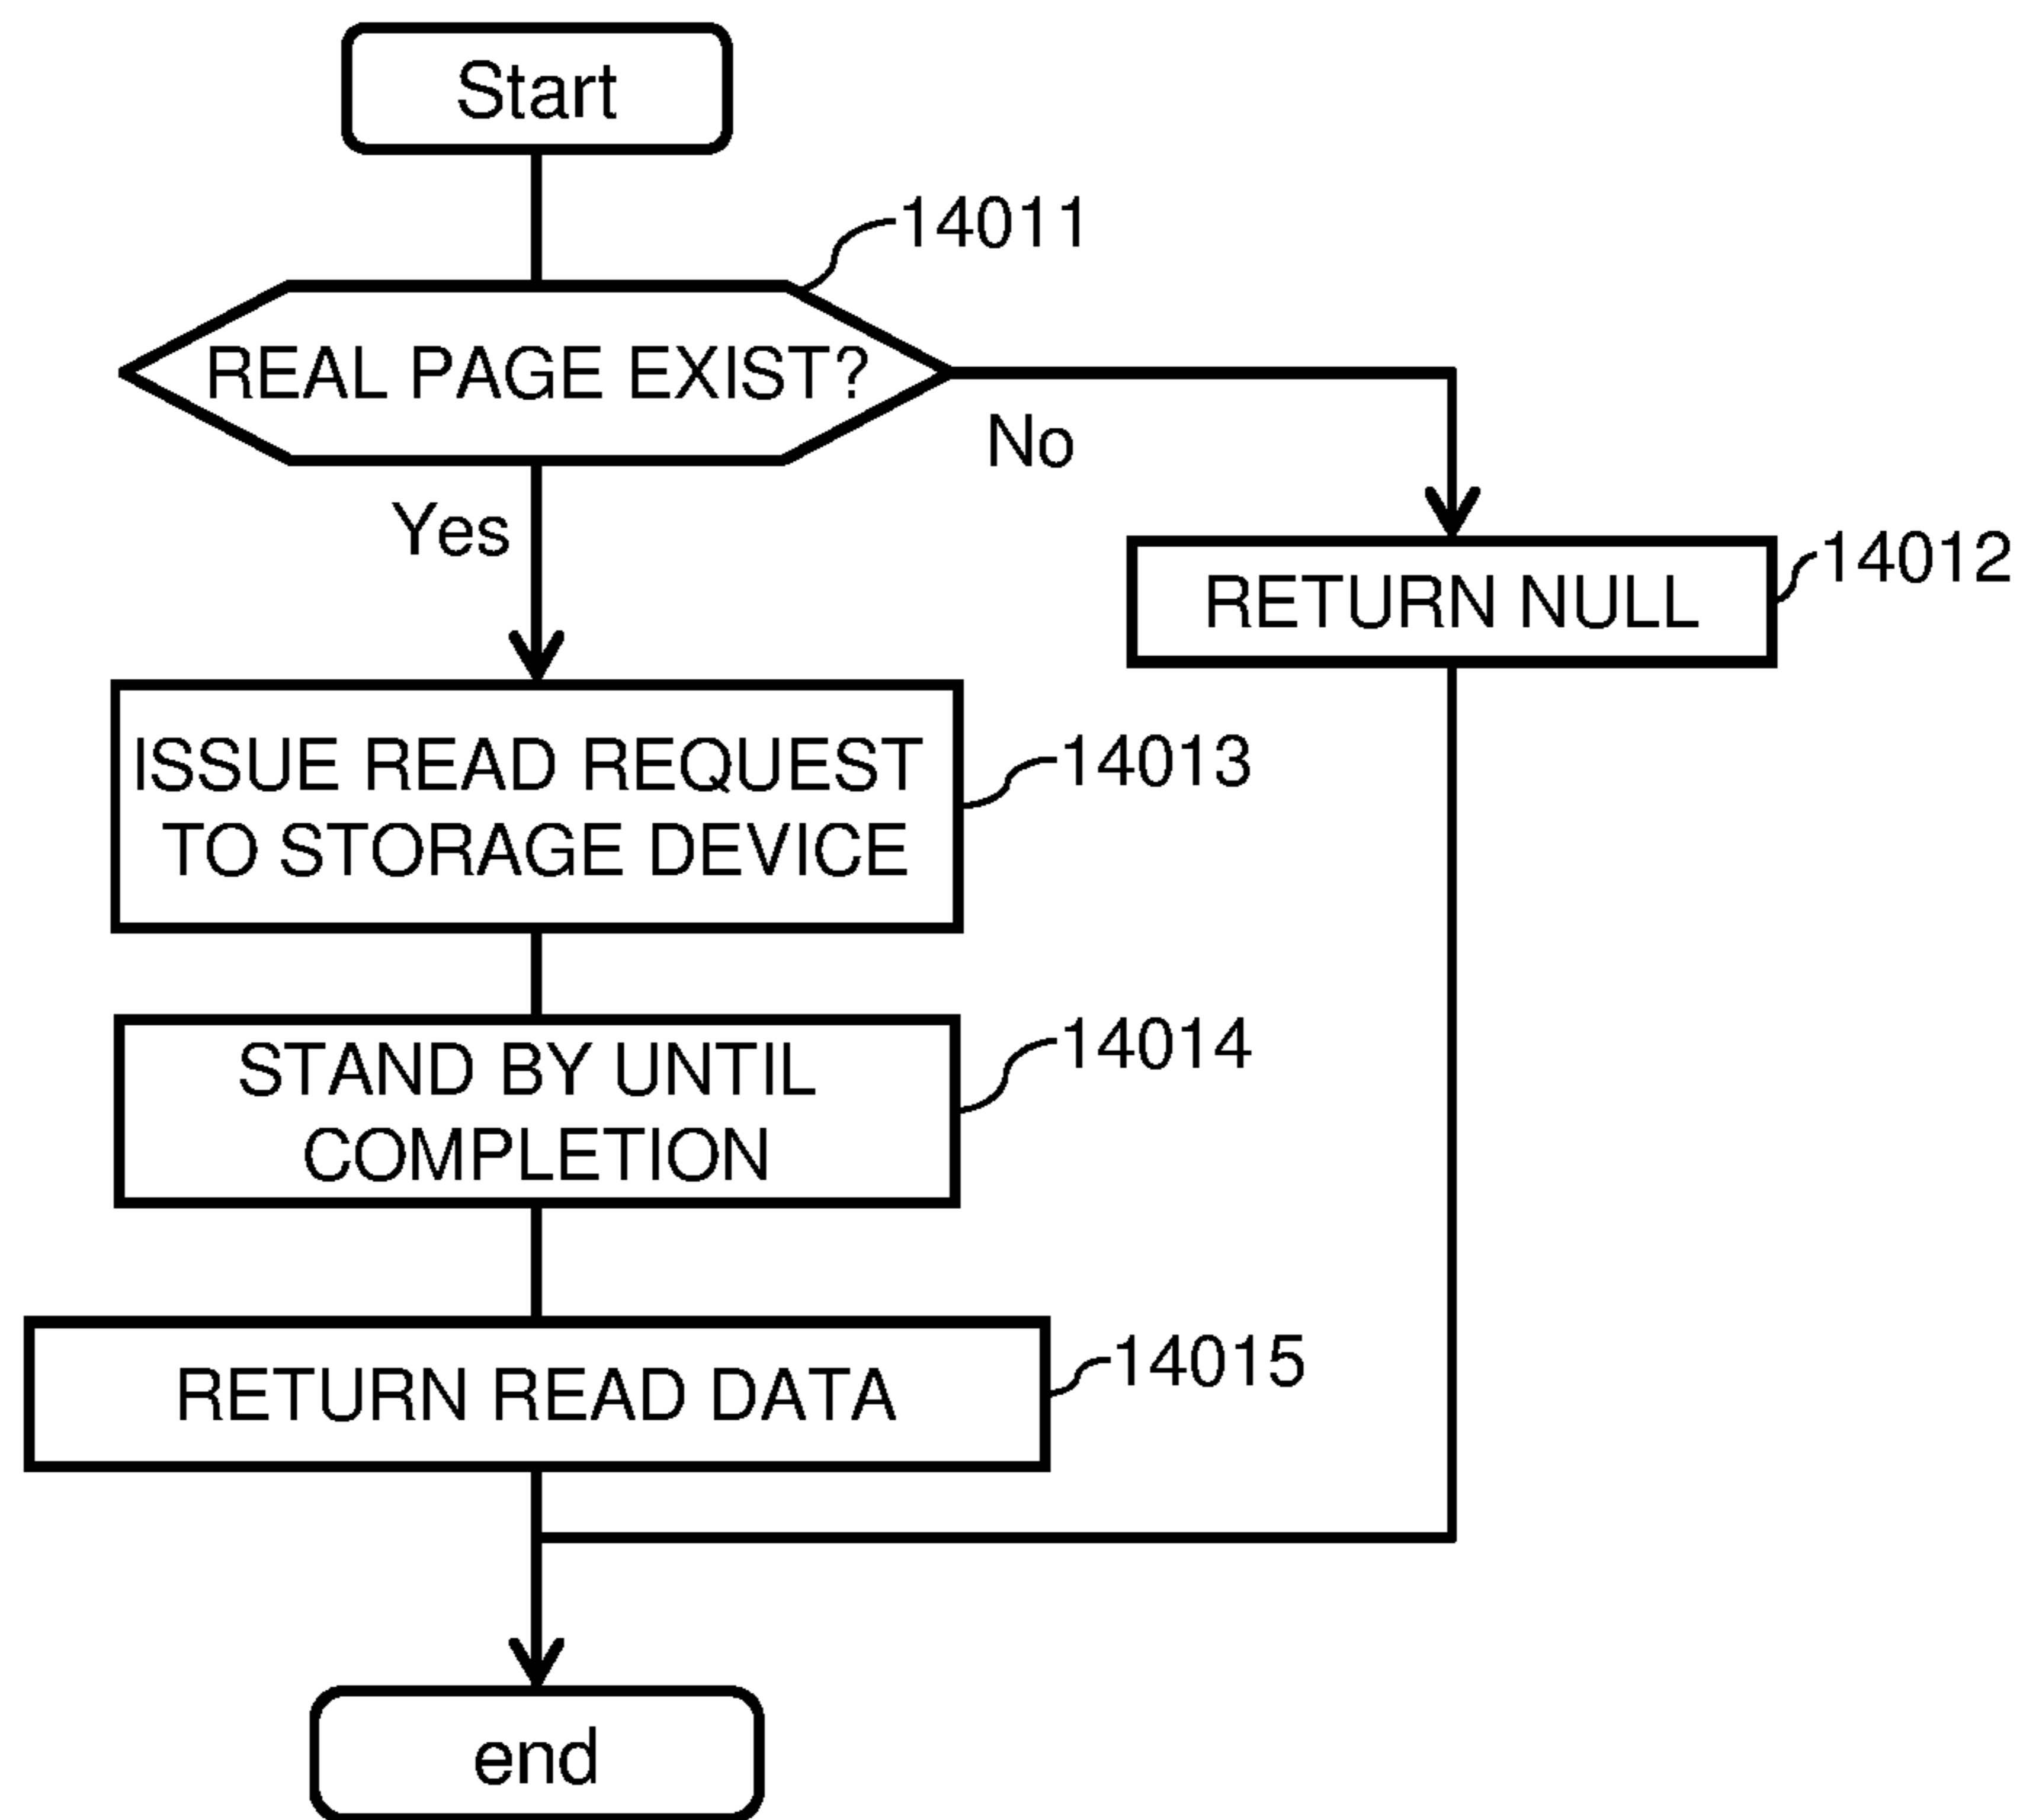 Start
14011
REAL PAGE EXIST?
No
Yes
14012
RETURN NULL
ISSUE READ REQUEST
TO STORAGE DEVICE
14013
STAND BY UNTIL
COMPLETION
14014
RETURN READ DATA
14015
end